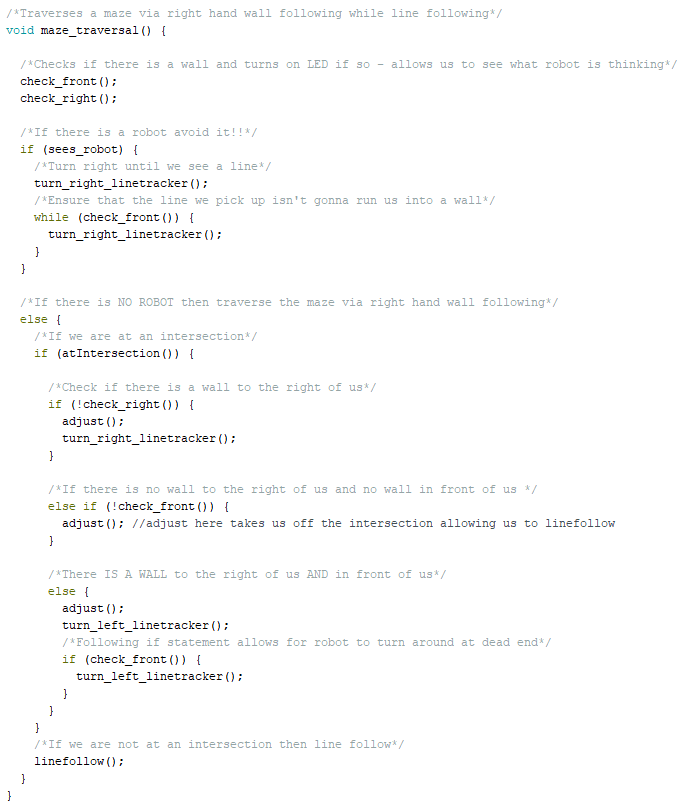 /*Traverses a maze via right hand wall following while line following*/
void maze_traversal() {
/*Checks if there is a wall and turns on LED if so - allows us to see what robot is thinking*/
check_front();
check_right();
/*If there is a robot avoid it!!*/
if (sees_robot) {
/*Turn right until we see a line*/
turn_right_linetracker();
/*Ensure that the line we pick up isn't gonna run us into a wall*/
while (check_front()) {
turn_right_linetracker();
}
}
/*If there is NO ROBOT then traverse the maze via right hand wall following*/
else {
/*If we are at an intersection*/
if (atIntersection()) {
/*Check if there is a wall to the right of us*/
if (!check_right()) {
adjust();
turn_right_linetracker();
}
/*If there is no wall to the right of us and no wall in front of us */
else if (!check_front()) {
adjust(); //adjust here takes us off the intersection allowing us to linefollow
}
/*There IS A WALL to the right of us AND in front of us*/
else {
adjust();
turn_left_linetracker();
/*Following if statement allows for robot to turn around at dead end*/
if (check_front()) {
turn_left_linetracker();
}
}
}
/*If we are not at an intersection then line follow*/
linefollow();
}
}